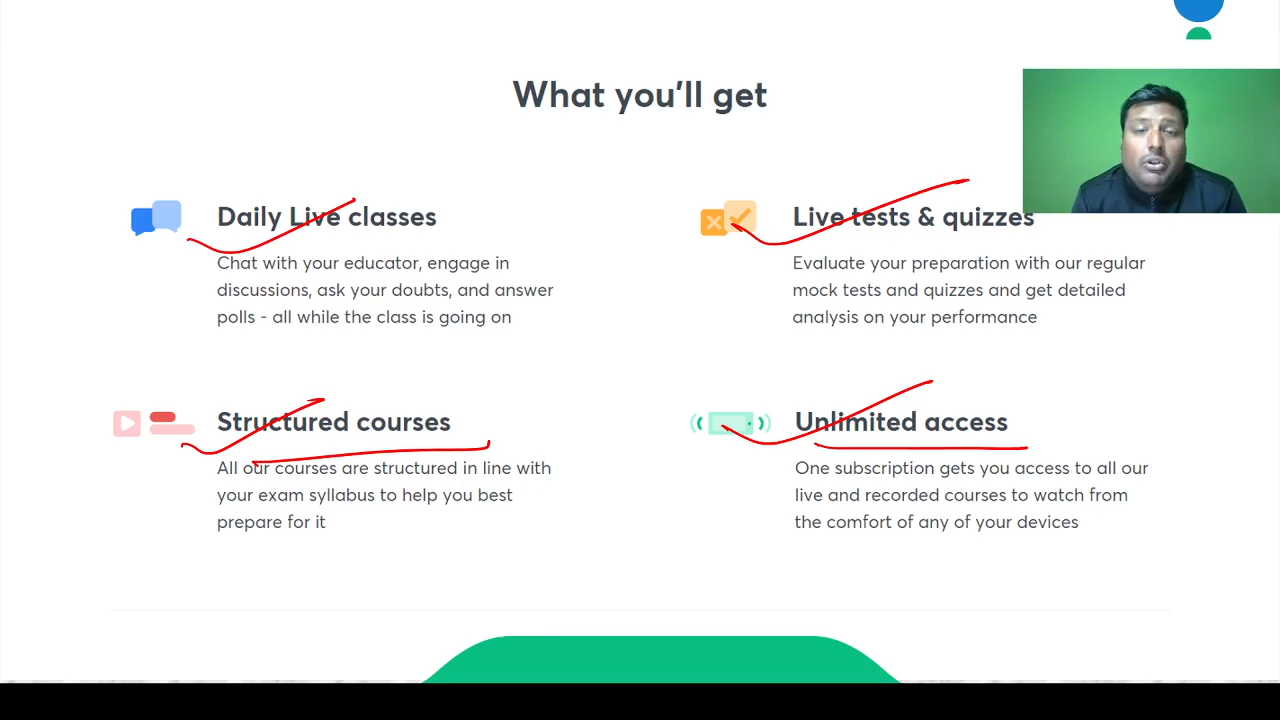 What you'll get
Daily Live classes
Chat with your educator, engage in
discussions, ask your doubts, and answer
polls - all while the class is going on
Live tests & quizzes
Evaluate your preparation with our regular
mock tests and quizzes and get detailed
analysis on your performance
Structured courses
All our courses are structured in line with
your exam syllabus to help you best
prepare for it
Unlimited access
One subscription gets you access to all our
live and recorded courses to watch from
the comfort of any of your devices